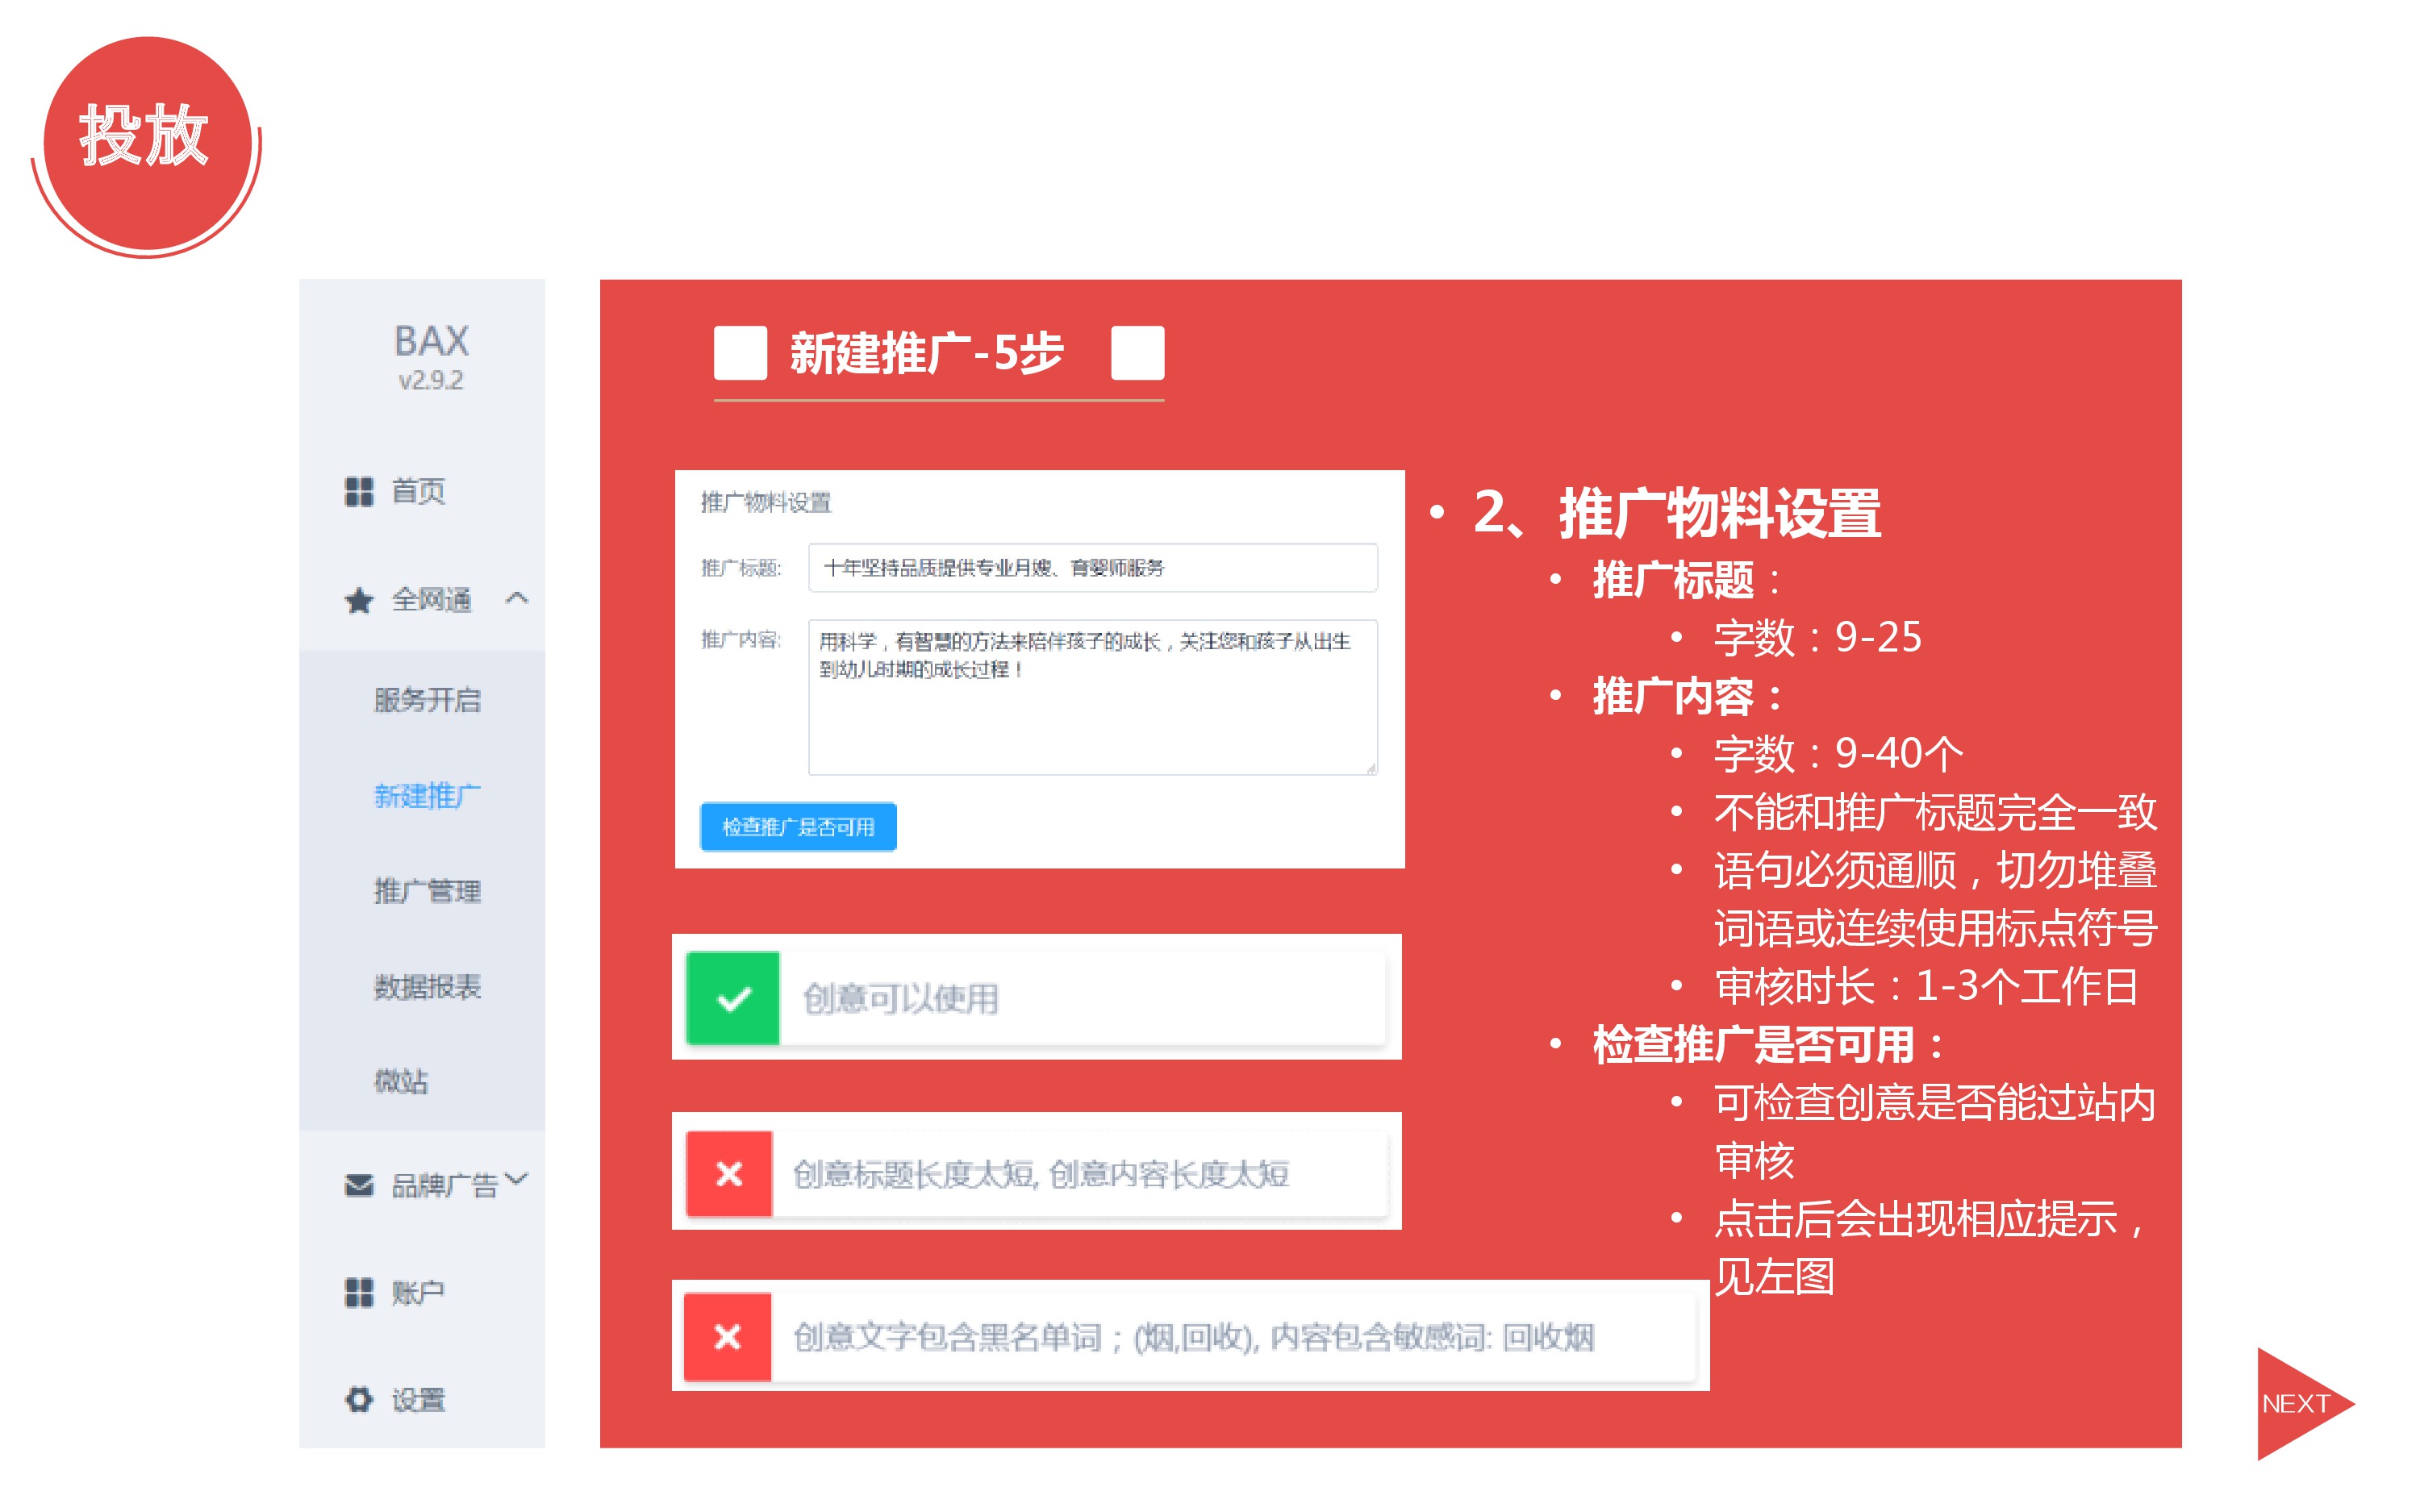 投放
BAX
v2.9.2
首页
全网通
服务开启
新建推广
推广管理
数据报表
微站
品牌广告
账户
设置
新建推广-5步
推广物料设置
推广标题:
十年坚持品质提供专业月嫂、育婴师服务
推广内容:
用科学，有智慧的方法来陪伴孩子的成长，关注您和孩子从出生
到幼儿时期的成长过程！
检查推广是否可用
创意可以使用
创意标题长度太短, 创意内容长度太短
创意文字包含黑名单词；(烟,回收), 内容包含敏感词: 回收烟
• 2、推广物料设置
• 推广标题：
• 字数：9-25
• 推广内容：
• 字数：9-40个
• 不能和推广标题完全一致
• 语句必须通顺，切勿堆叠
词语或连续使用标点符号
• 审核时长：1-3个工作日
• 检查推广是否可用：
• 可检查创意是否能过站内
审核
• 点击后会出现相应提示，
见左图
NEXT